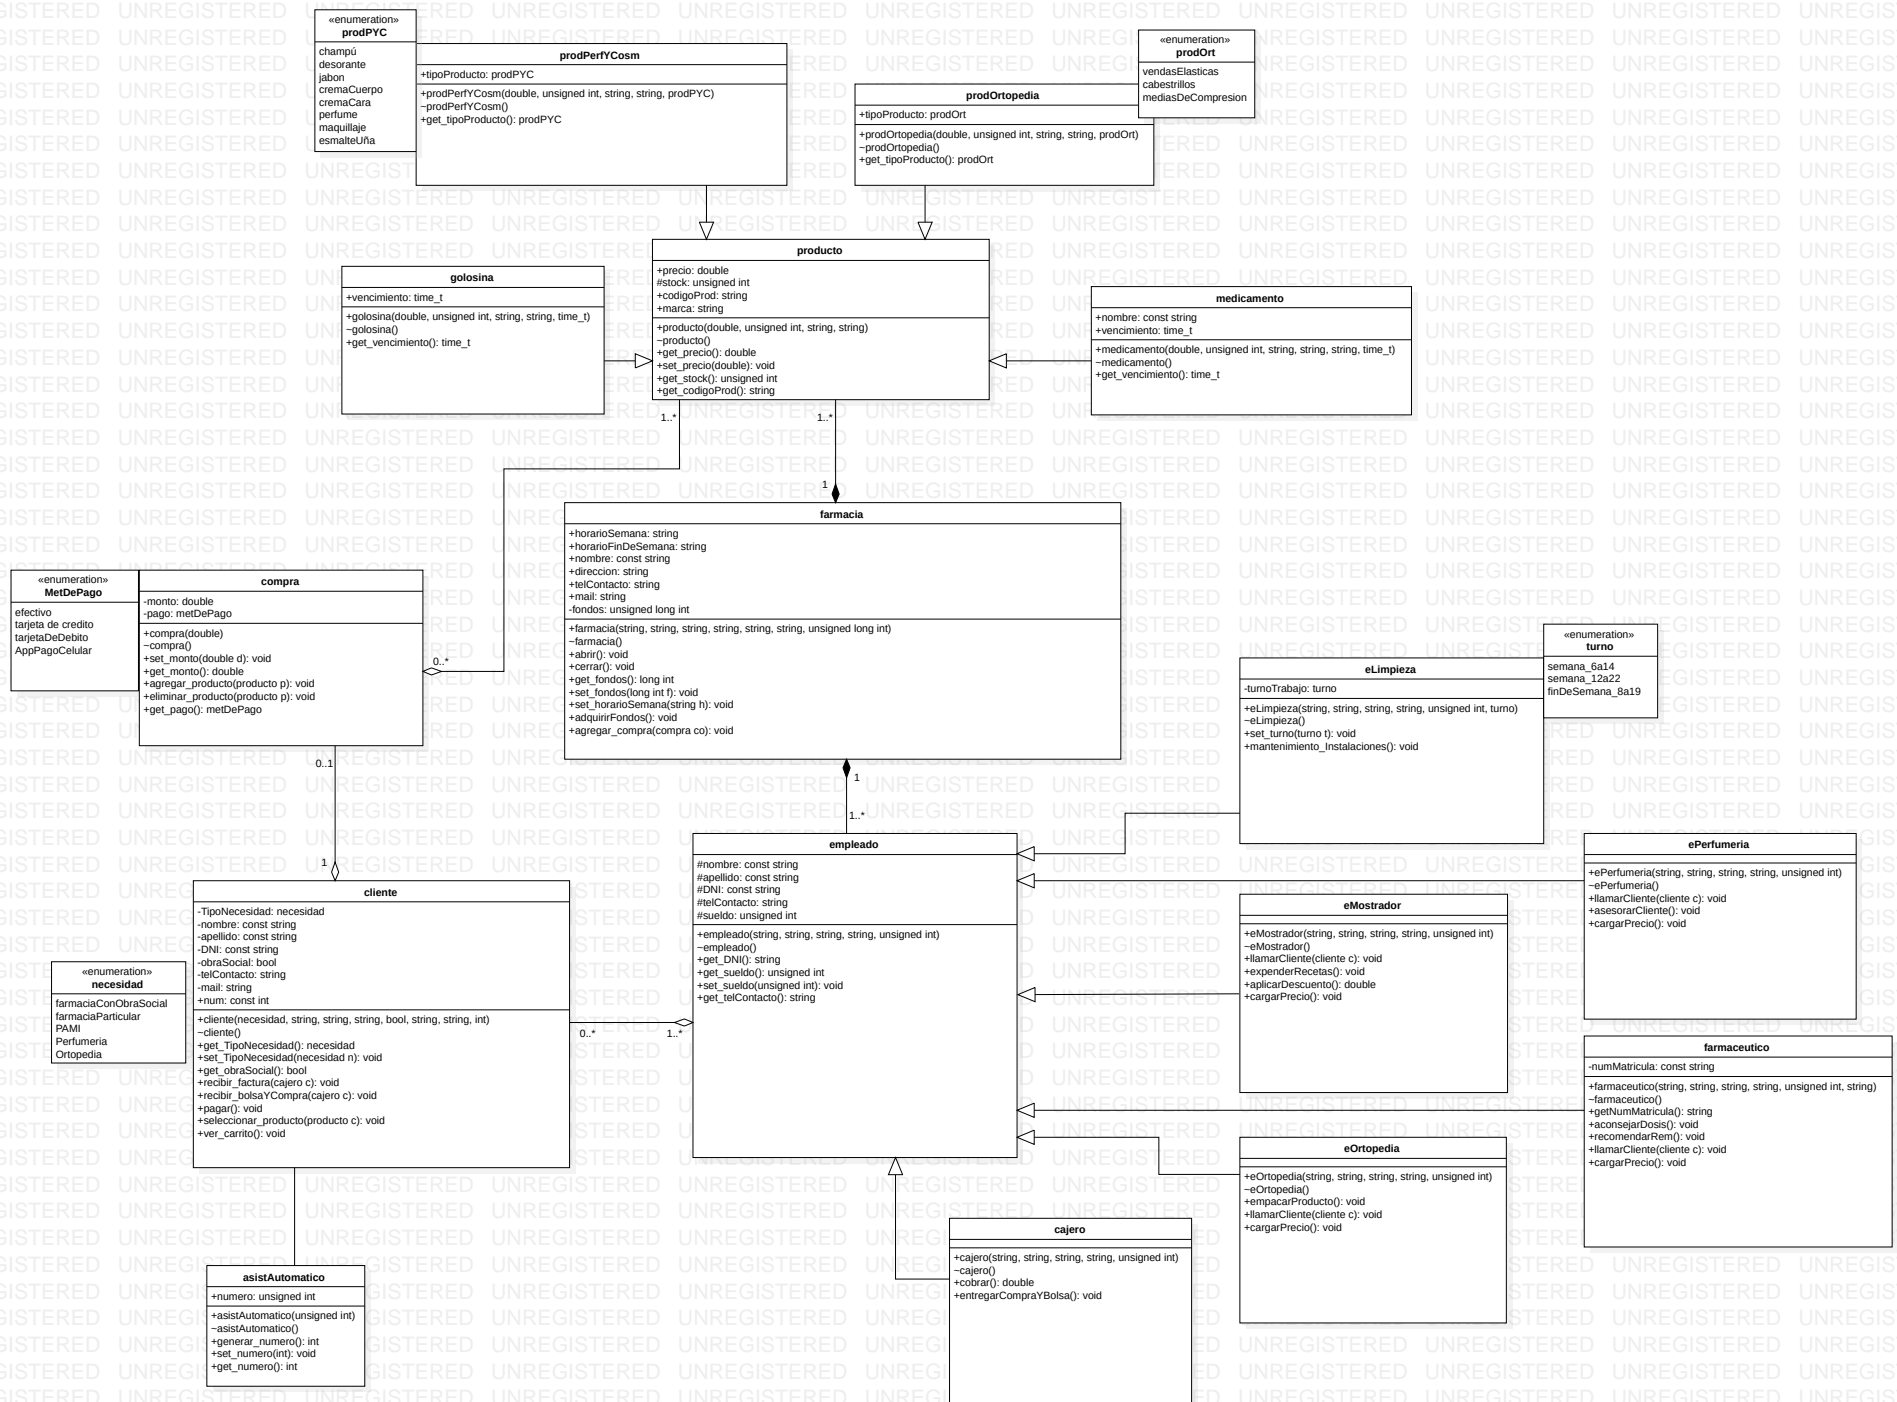 «enumeration»
prodPYC
champú
desorante
jabon
cremaCuerpo
cremaCara
perfume
maquillaje
esmalteUña
prodPerfYCosm
+tipoProducto: prodPYC
+prodPerfYCosm(double, unsigned int, string, string, prodPYC)
~prodPerfYCosm()
+get_tipoProducto(): prodPYC
«enumeration»
prodOrt
vendasElasticas
cabestrillos
mediasDeCompresion
prodOrtopedia
+tipoProducto: prodOrt
+prodOrtopedia(double, unsigned int, string, string, prodOrt)
~prodOrtopedia()
+get_tipoProducto(): prodOrt
golosina
+vencimiento: time_t
+golosina(double, unsigned int, string, string, time_t)
~golosina()
+get_vencimiento(): time_t
producto
+precio: double
#stock: unsigned int
+codigoProd: string
+marca: string
+producto(double, unsigned int, string, string)
~producto()
+get_precio(): double
+set_precio(double): void
+get_stock(): unsigned int
+get_codigoProd(): string
medicamento
+nombre: const string
+vencimiento: time_t
+medicamento(double, unsigned int, string, string, string, time_t)
~medicamento()
+get_vencimiento(): time_t
1..*
1..*
1
farmacia
+horarioSemana: string
+horarioFinDeSemana: string
+nombre: const string
+direccion: string
+telContacto: string
+mail: string
-fondos: unsigned long int
+farmacia(string, string, string, string, string, string, unsigned long int)
~farmacia()
+abrir(): void
+cerrar(): void
+get_fondos(): long int
+set_fondos(long int f): void
+set_horarioSemana(string h): void
+adquirirFondos(): void
+agregar_compra(compra co): void
«enumeration»
MetDePago
efectivo
tarjeta de credito
tarjetaDeDebito
AppPagoCelular
compra
-monto: double
-pago: metDePago
+compra(double)
~compra()
+set_monto(double d): void
+get_monto(): double
+agregar_producto(producto p): void
+eliminar_producto(producto p): void
+get_pago(): metDePago
0..*
0..1
1
«enumeration»
turno
semana_6a14
semana_12a22
finDeSemana_8a19
eLimpieza
-turnoTrabajo: turno
+eLimpieza(string, string, string, string, unsigned int, turno)
~eLimpieza()
+set_turno(turno t): void
+mantenimiento_Instalaciones(): void
1
1..*
empleado
#nombre: const string
#apellido: const string
#DNI: const string
#telContacto: string
#sueldo: unsigned int
+empleado(string, string, string, string, unsigned int)
~empleado()
+get_DNI(): string
+get_sueldo(): unsigned int
+set_sueldo(unsigned int): void
+get_telContacto(): string
ePerfumeria
+ePerfumeria(string, string, string, string, unsigned int)
~ePerfumeria()
+llamarCliente(cliente c): void
+asesorarCliente(): void
+cargarPrecio(): void
eMostrador
+eMostrador(string, string, string, string, unsigned int)
~eMostrador()
+llamarCliente(cliente c): void
+expenderRecetas(): void
+aplicarDescuento(): double
+cargarPrecio(): void
cliente
-TipoNecesidad: necesidad
-nombre: const string
-apellido: const string
-DNI: const string
-obraSocial: bool
-telContacto: string
-mail: string
+num: const int
+cliente(necesidad, string, string, string, bool, string, string, int)
~cliente()
+get_TipoNecesidad(): necesidad
+set_TipoNecesidad(necesidad n): void
+get_obraSocial(): bool
+recibir_factura(cajero c): void
+recibir_bolsaYCompra(cajero c): void
+pagar(): void
+seleccionar_producto(producto c): void
+ver_carrito(): void
«enumeration»
necesidad
farmaciaConObraSocial
farmaciaParticular
PAMI
Perfumeria
Ortopedia
0..*
1..*
farmaceutico
-numMatricula: const string
+farmaceutico(string, string, string, string, unsigned int, string)
~farmaceutico()
+getNumMatricula(): string
+aconsejarDosis(): void
+recomendarRem(): void
+llamarCliente(cliente c): void
+cargarPrecio(): void
eOrtopedia
+eOrtopedia(string, string, string, string, unsigned int)
~eOrtopedia()
+empacarProducto(): void
+llamarCliente(cliente c): void
+cargarPrecio(): void
cajero
+cajero(string, string, string, string, unsigned int)
~cajero()
+cobrar(): double
+entregarCompraYBolsa(): void
asistAutomatico
+numero: unsigned int
+asistAutomatico(unsigned int)
~asistAutomatico()
+generar_numero(): int
+set_numero(int): void
+get_numero(): int
UNREGISTERED